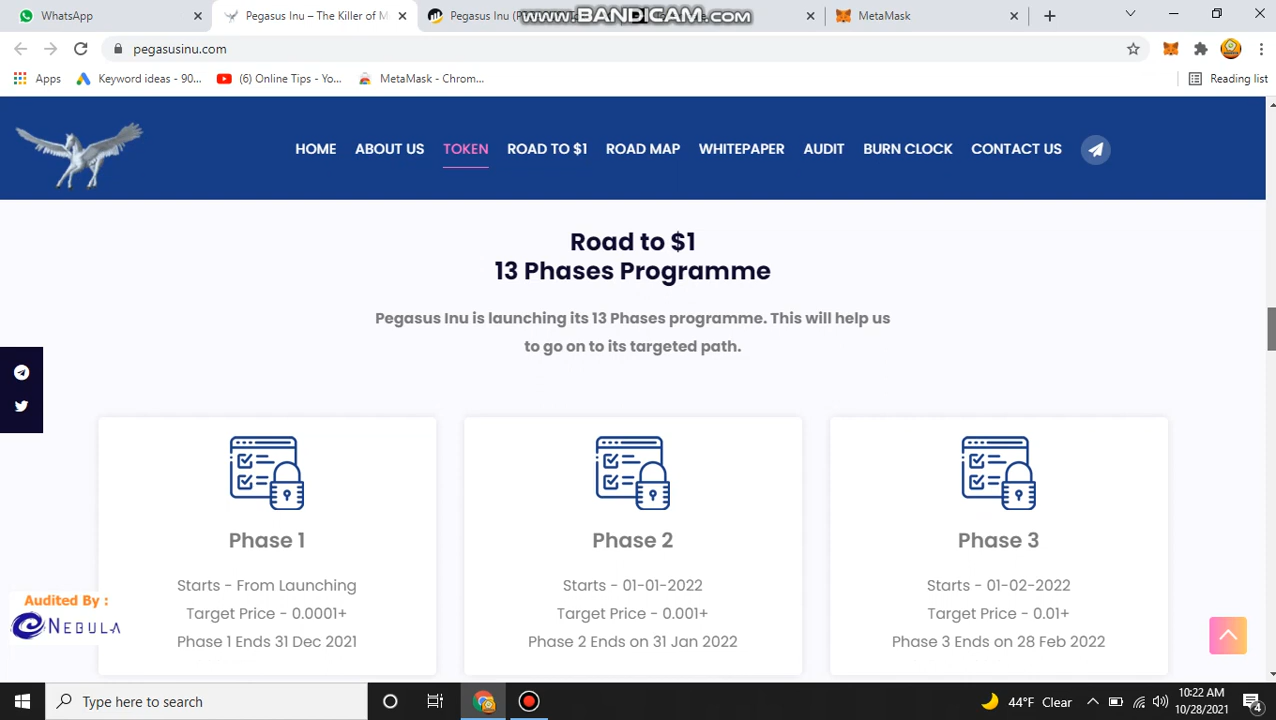 WhatsApp
Pegasus Inu – The Killer of M
Pegasus Inu (P
www.BANDICAM.com
MetaMask
pegasusinu.com
Apps
Keyword ideas - 90...
(6) Online Tips - Yo...
MetaMask - Chrom...
Reading list
HOME
ABOUT US
TOKEN
ROAD TO $1
ROAD MAP
WHITEPAPER
AUDIT
BURN CLOCK
CONTACT US
Road to $1
13 Phases Programme
Pegasus Inu is launching its 13 Phases programme. This will help us
to go on to its targeted path.
Phase 1
Starts - From Launching
Target Price - 0.0001+
Phase 1 Ends 31 Dec 2021
Phase 2
Starts - 01-01-2022
Target Price - 0.001+
Phase 2 Ends on 31 Jan 2022
Phase 3
Starts - 01-02-2022
Target Price - 0.01+
Phase 3 Ends on 28 Feb 2022
Audited By :
NEBULA
Type here to search
44°F Clear
10:22 AM
10/28/2021
4